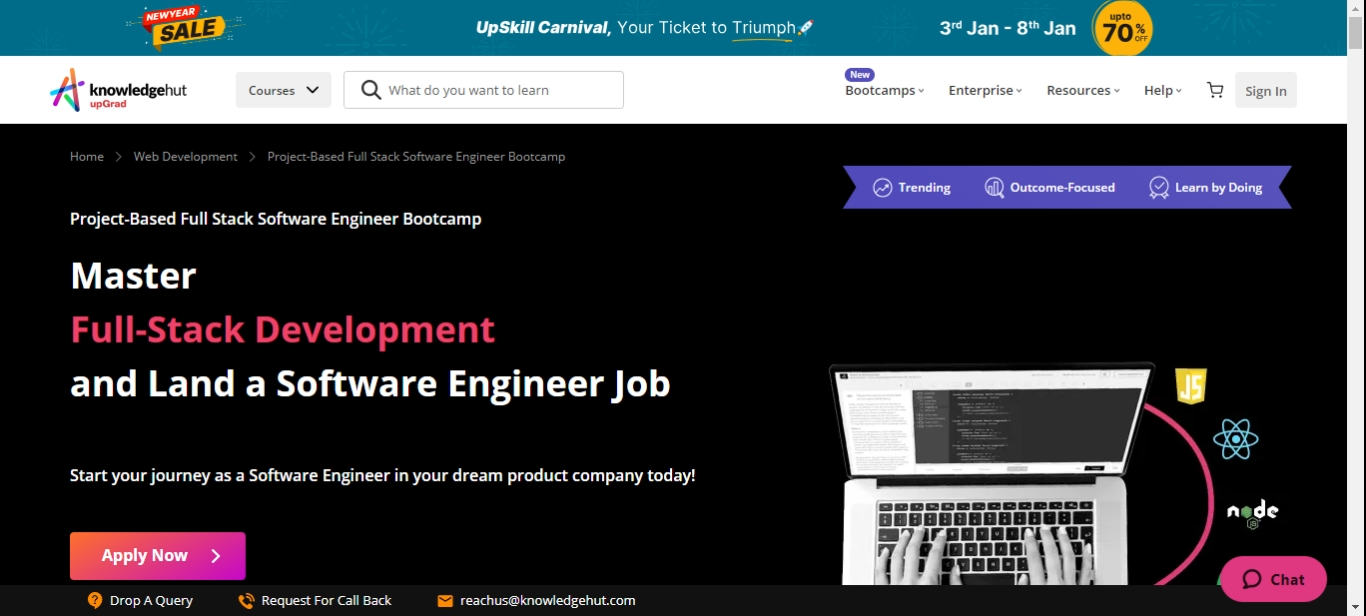 NEWYEAR
SALE
UpSkill Carnival, Your Ticket to Triumph
3rd Jan - 8th Jan
upto
70%
OFF
knowledgehut
upGrad
Courses
What do you want to learn
New
Bootcamps
Enterprise
Resources
Help
Sign In
Home > Web Development > Project-Based Full Stack Software Engineer Bootcamp
Trending
Outcome-Focused
Learn by Doing
Project-Based Full Stack Software Engineer Bootcamp
Master
Full-Stack Development
and Land a Software Engineer Job
JS
Start your journey as a Software Engineer in your dream product company today!
node
JS
Apply Now
Chat
Drop A Query
Request For Call Back
reachus@knowledgehut.com